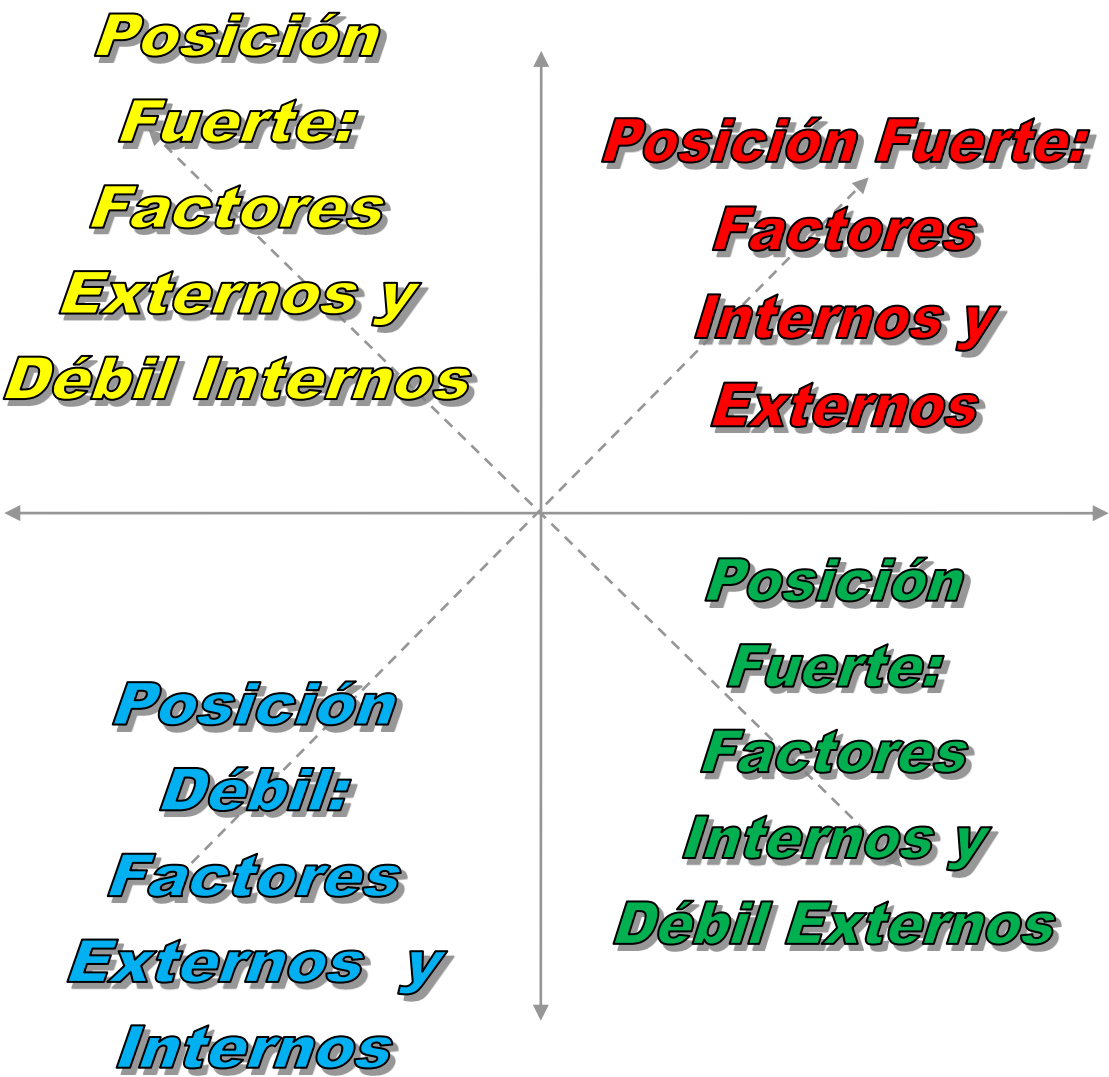 Posición
Fuerte:
Factores
Externos y
Débil Internos
Posición Fuerte:
Factores
Internos y
Externos
Posición
Débil:
Factores
Externos y
Internos
Posición
Fuerte:
Factores
Internos y
Débil Externos